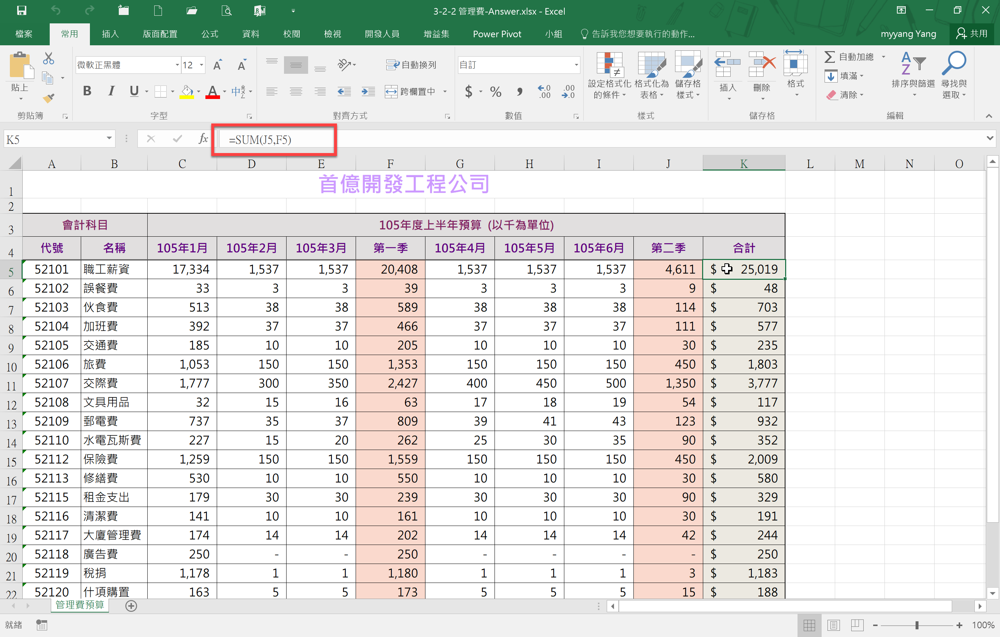 3-2-2 管理費-Answer.xlsx - Excel
檔案 常用 插入 版面配置 公式 資料 校閱 檢視 開發人員 增益集 Power Pivot 小組 告訴我您想要執行的動作... myyang Yang 共用
貼上
剪貼簿
微軟正黑體 12
B I U A 中
字型
自動換列
跨欄置中
對齊方式
自訂
$ % , .0 .00 .00 .0
數值
設定格式化的條件
格式化為表格
儲存格樣式
樣式
插入 刪除 格式
儲存格
自動加總
填滿
清除
排序與篩選
尋找與選取
編輯
K5 fx =SUM(J5,F5)
A B C D E F G H I J K L M N O
1 首億開發工程公司
2
3 會計科目 105年度上半年預算 (以千為單位)
4 代號 名稱 105年1月 105年2月 105年3月 第一季 105年4月 105年5月 105年6月 第二季 合計
5 52101 職工薪資 17,334 1,537 1,537 20,408 1,537 1,537 1,537 4,611 $ 25,019
6 52102 誤餐費 33 3 3 39 3 3 3 9 $ 48
7 52103 伙食費 513 38 38 589 38 38 38 114 $ 703
8 52104 加班費 392 37 37 466 37 37 37 111 $ 577
9 52105 交通費 185 10 10 205 10 10 10 30 $ 235
10 52106 旅費 1,053 150 150 1,353 150 150 150 450 $ 1,803
11 52107 交際費 1,777 300 350 2,427 400 450 500 1,350 $ 3,777
12 52108 文具用品 32 15 16 63 17 18 19 54 $ 117
13 52109 郵電費 737 35 37 809 39 41 43 123 $ 932
14 52110 水電瓦斯費 227 15 20 262 25 30 35 90 $ 352
15 52112 保險費 1,259 150 150 1,559 150 150 150 450 $ 2,009
16 52113 修繕費 530 10 10 550 10 10 10 30 $ 580
17 52115 租金支出 179 30 30 239 30 30 30 90 $ 329
18 52116 清潔費 141 10 10 161 10 10 10 30 $ 191
19 52117 大廈管理費 174 14 14 202 14 14 14 42 $ 244
20 52118 廣告費 250 - - 250 - - - - $ 250
21 52119 稅捐 1,178 1 1 1,180 1 1 1 3 $ 1,183
22 52120 什項購置 163 5 5 173 5 5 5 15 $ 188
管理費預算
就緒 100%